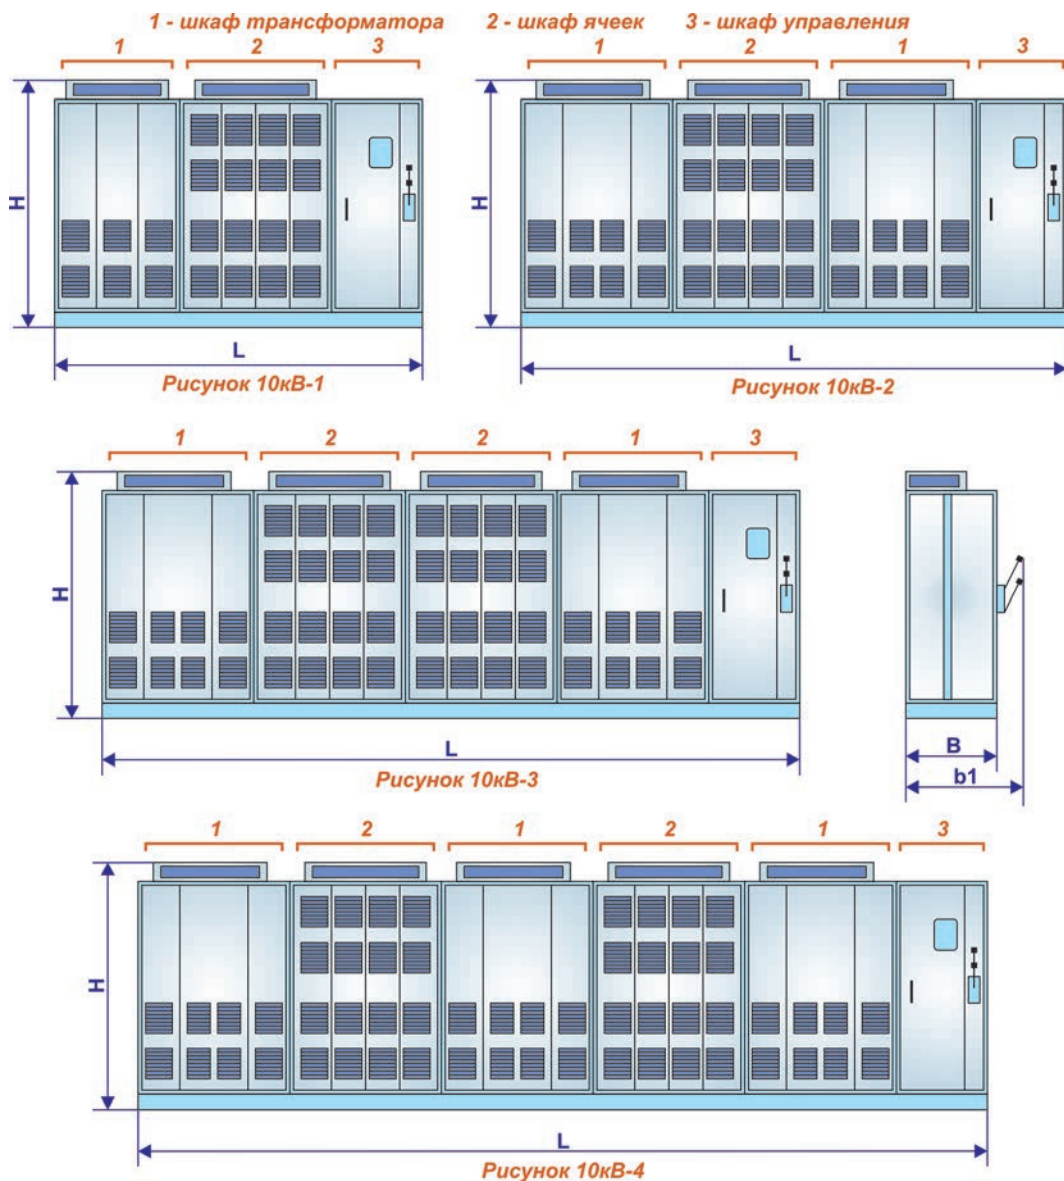 1 - шкаф трансформатора 2 - шкаф ячеек 3 - шкаф управления
1 2 3
1 2 1 3
H
H
L
L
Рисунок 10кВ-1
Рисунок 10кВ-2
1 2 2 1 3
H
L
B
b1
Рисунок 10кВ-3
1 2 1 2 1 3
H
L
Рисунок 10кВ-4